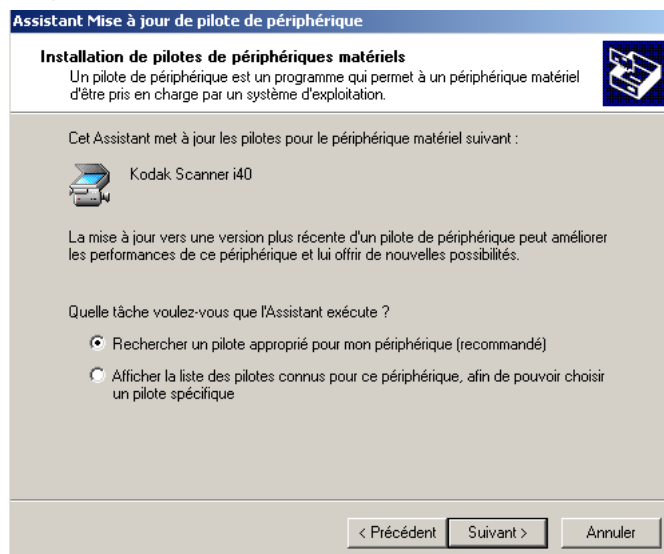 Assistant Mise à jour de pilote de périphérique
Installation de pilotes de périphériques matériels
Un pilote de périphérique est un programme qui permet à un périphérique matériel
d'être pris en charge par un système d'exploitation.
Cet Assistant met à jour les pilotes pour le périphérique matériel suivant :
Kodak Scanner i40
La mise à jour vers une version plus récente d'un pilote de périphérique peut améliorer
les performances de ce périphérique et lui offrir de nouvelles possibilités.
Quelle tâche voulez-vous que l'Assistant exécute ?
Rechercher un pilote approprié pour mon périphérique (recommandé)
Afficher la liste des pilotes connus pour ce périphérique, afin de pouvoir choisir
un pilote spécifique
< Précédent Suivant > Annuler